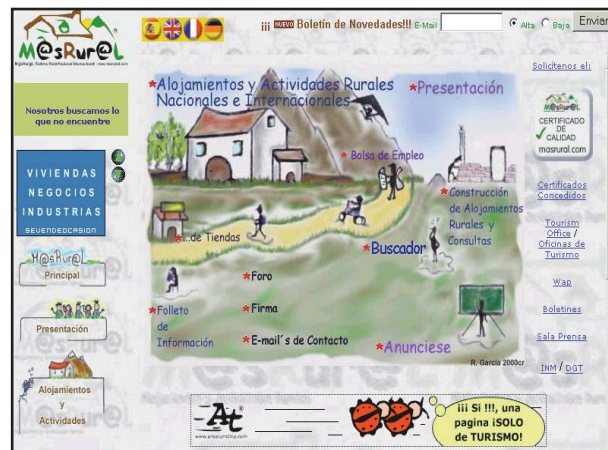 M@sRur@L
¡¡¡ NUEVO Boletín de Novedades!!! E-Mail Alta Baja Enviar
Nosotros buscamos lo
que no encuentre
VIVIENDAS
NEGOCIOS
INDUSTRIAS
SEVENOEOCASION
M@sRur@L
Principal
Presentación
Alojamientos
y
Actividades
*Alojamientos y Actividades Rurales
Nacionales e Internacionales
*Presentación
* Bolsa de Empleo
*Construcción
de Alojamientos
Rurales y
Consultas
*...de Tiendas
*Buscador
*Foro
*Folleto
de
Información
*Firma
*E-mail´s de Contacto
*Anunciese
R. García 2000cr
Solicítenos el:
M@sRur@L
CERTIFICADO
DE
CALIDAD
masrural.com
Certificados
Concedidos
Tourism
Office /
Oficinas de
Turismo
Wap
Boletines
Sala Prensa
INM / DGT
At
¡¡¡ Si !!!, una
pagina ¡SOLO
de TURISMO!